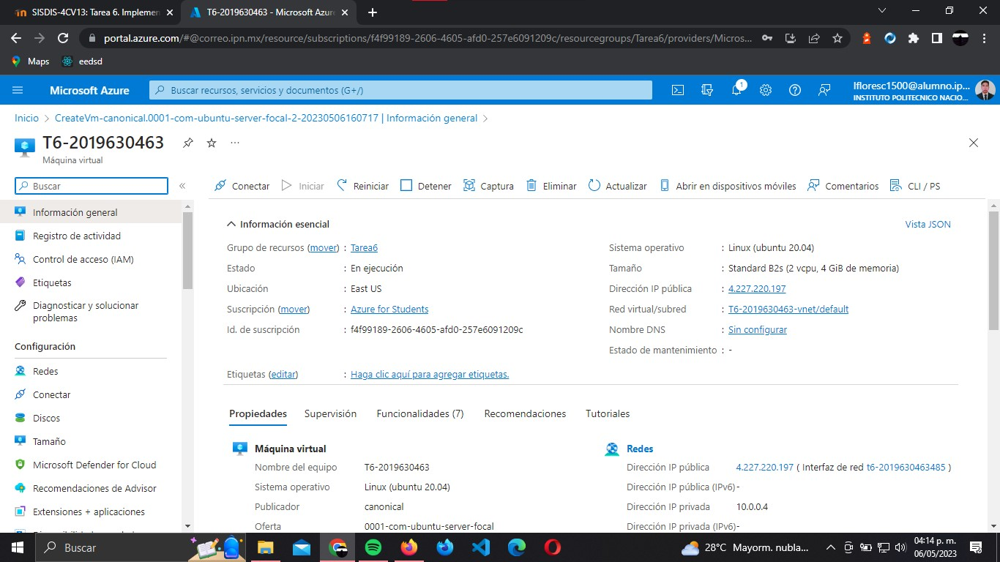 SISDIS-4CV13: Tarea 6. Implemen
T6-2019630463 - Microsoft Azure
portal.azure.com/#@correo.ipn.mx/resource/subscriptions/f4f99189-2606-4605-afd0-257e6091209c/resourcegroups/Tarea6/providers/Micros...
Maps
eedsd
Microsoft Azure
Buscar recursos, servicios y documentos (G+/)
1
lfloresc1500@alumno.ip...
INSTITUTO POLITECNICO NACIO...
Inicio > CreateVm-canonical.0001-com-ubuntu-server-focal-2-20230506160717 | Información general >
T6-2019630463
...
Máquina virtual
Buscar
«
Conectar
Iniciar
Reiniciar
Detener
Captura
Eliminar
Actualizar
Abrir en dispositivos móviles
Comentarios
CLI / PS
Información general
Registro de actividad
Control de acceso (IAM)
Etiquetas
Diagnosticar y solucionar
problemas
Configuración
Redes
Conectar
Discos
Tamaño
Microsoft Defender for Cloud
Recomendaciones de Advisor
Extensiones + aplicaciones
Información esencial
Vista JSON
Grupo de recursos (mover) : Tarea6
Estado : En ejecución
Ubicación : East US
Suscripción (mover) : Azure for Students
Id. de suscripción : f4f99189-2606-4605-afd0-257e6091209c
Sistema operativo : Linux (ubuntu 20.04)
Tamaño : Standard B2s (2 vcpu, 4 GiB de memoria)
Dirección IP pública : 4.227.220.197
Red virtual/subred : T6-2019630463-vnet/default
Nombre DNS : Sin configurar
Estado de mantenimiento : -
Etiquetas (editar) : Haga clic aquí para agregar etiquetas.
Propiedades
Supervisión
Funcionalidades (7)
Recomendaciones
Tutoriales
Máquina virtual
Nombre del equipo T6-2019630463
Sistema operativo Linux (ubuntu 20.04)
Publicador canonical
Oferta 0001-com-ubuntu-server-focal
Redes
Dirección IP pública 4.227.220.197 ( Interfaz de red t6-2019630463485 )
Dirección IP pública (IPv6) -
Dirección IP privada 10.0.0.4
Dirección IP privada (IPv6) -
Buscar
28°C Mayorm. nubla...
04:14 p. m.
06/05/2023